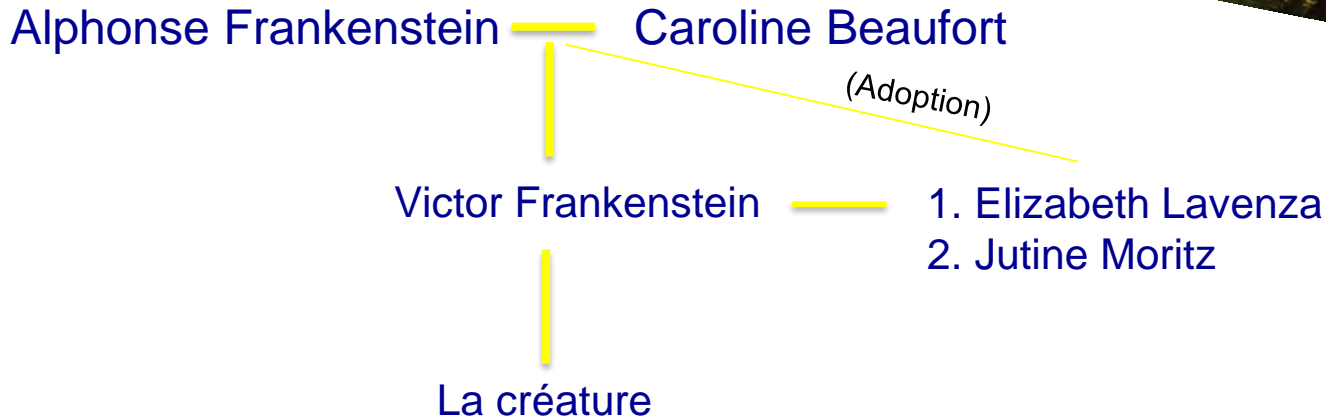 Alphonse Frankenstein Caroline Beaufort
(Adoption)
Victor Frankenstein 1. Elizabeth Lavenza
2. Jutine Moritz
La créature